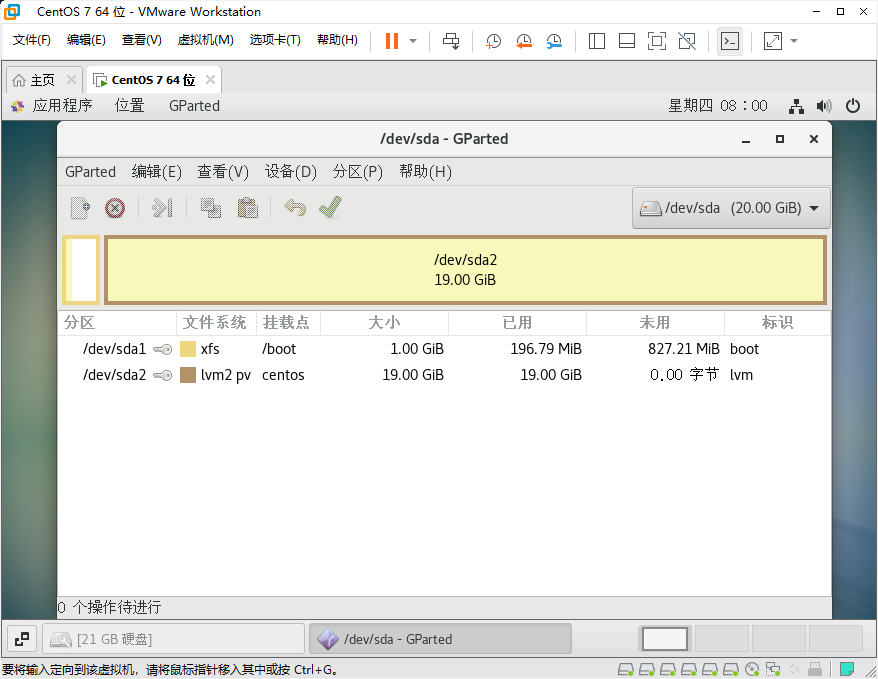 CentOS 7 64 位 - VMware Workstation
文件(F) 编辑(E) 查看(V) 虚拟机(M) 选项卡(T) 帮助(H)
主页 CentOS 7 64 位
应用程序 位置 GParted 星期四 08:00
/dev/sda - GParted
GParted 编辑(E) 查看(V) 设备(D) 分区(P) 帮助(H)
/dev/sda (20.00 GiB)
/dev/sda2
19.00 GiB
分区 文件系统 挂载点 大小 已用 未用 标识
/dev/sda1 xfs /boot 1.00 GiB 196.79 MiB 827.21 MiB boot
/dev/sda2 lvm2 pv centos 19.00 GiB 19.00 GiB 0.00 字节 lvm
0 个操作待进行
[21 GB 硬盘] /dev/sda - GParted
要将输入定向到该虚拟机，请将鼠标指针移入其中或按 Ctrl+G。